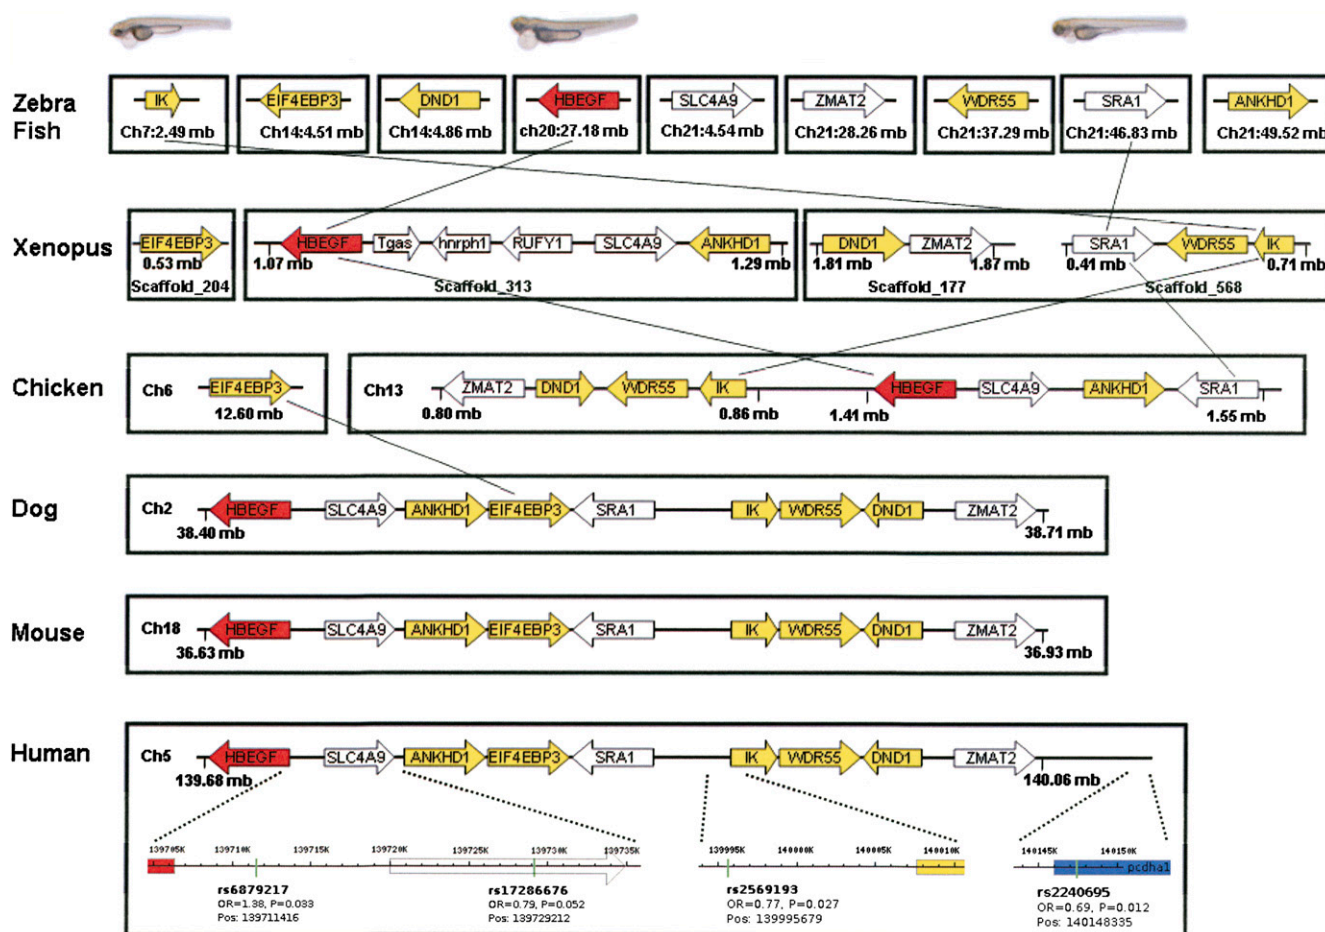 Zebra
Fish
IK
EIF4EBP3
DND1
HBEGF
SLC4A9
ZMAT2
WDR55
SRA1
ANKHD1
Ch7:2.49 mb
Ch14:4.51 mb
Ch14:4.86 mb
ch20:27.18 mb
Ch21:4.54 mb
Ch21:28.26 mb
Ch21:37.29 mb
Ch21:46.83 mb
Ch21:49.52 mb
Xenopus
EIF4EBP3
0.53 mb
Scaffold_204
HBEGF
Tgas
hnrph1
RUFY1
SLC4A9
ANKHD1
1.07 mb
1.29 mb
Scaffold_313
DND1
ZMAT2
1.81 mb
1.87 mb
Scaffold_177
SRA1
WDR55
IK
0.41 mb
0.71 mb
Scaffold_568
Chicken
Ch6
EIF4EBP3
12.60 mb
Ch13
ZMAT2
DND1
WDR55
IK
HBEGF
SLC4A9
ANKHD1
SRA1
0.80 mb
0.86 mb
1.41 mb
1.55 mb
Dog
Ch2
HBEGF
SLC4A9
ANKHD1
EIF4EBP3
SRA1
IK
WDR55
DND1
ZMAT2
38.40 mb
38.71 mb
Mouse
Ch18
HBEGF
SLC4A9
ANKHD1
EIF4EBP3
SRA1
IK
WDR55
DND1
ZMAT2
36.63 mb
36.93 mb
Human
Ch5
HBEGF
SLC4A9
ANKHD1
EIF4EBP3
SRA1
IK
WDR55
DND1
ZMAT2
139.68 mb
140.06 mb
139705K
139710K
139715K
139720K
139725K
139730K
139735K
rs6879217
OR=1.38, P=0.033
Pos: 139711416
rs17286676
OR=0.79, P=0.052
Pos: 139729212
139995K
140000K
140005K
140010K
rs2569193
OR=0.77, P=0.027
Pos: 139995679
140145K
140150K
pcdha1
rs2240695
OR=0.69, P=0.012
Pos: 140148335